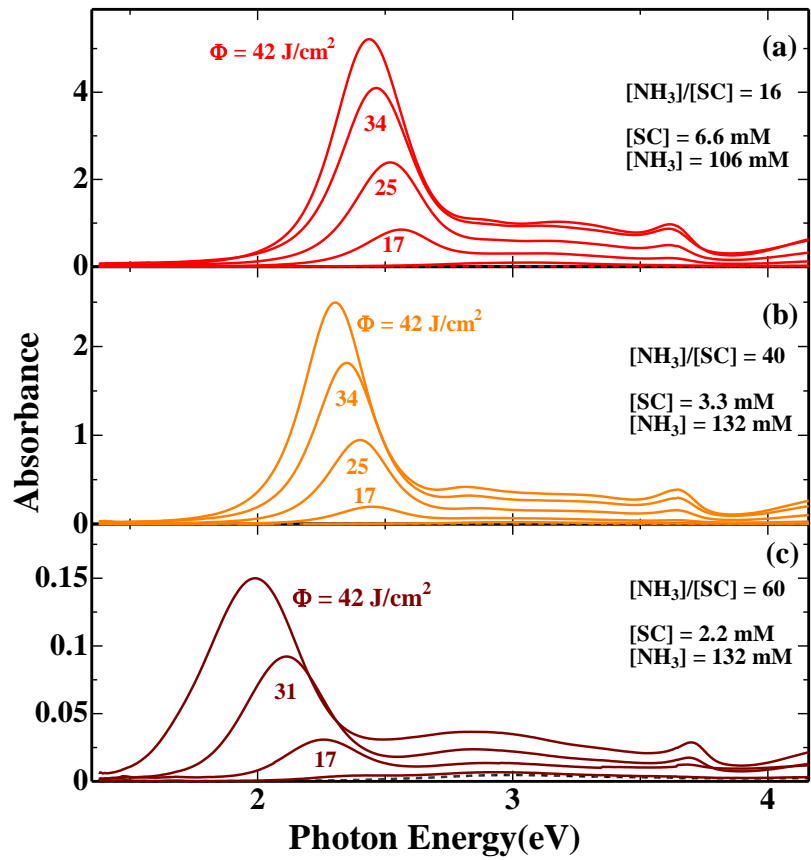 Φ = 42 J/cm²
(a)
[NH₃]/[SC] = 16
[SC] = 6.6 mM
[NH₃] = 106 mM
34
25
17
4
2
0
Φ = 42 J/cm²
(b)
[NH₃]/[SC] = 40
[SC] = 3.3 mM
[NH₃] = 132 mM
34
25
17
2
1
0
Absorbance
Φ = 42 J/cm²
(c)
[NH₃]/[SC] = 60
[SC] = 2.2 mM
[NH₃] = 132 mM
31
17
0.15
0.1
0.05
0
2
3
4
Photon Energy(eV)